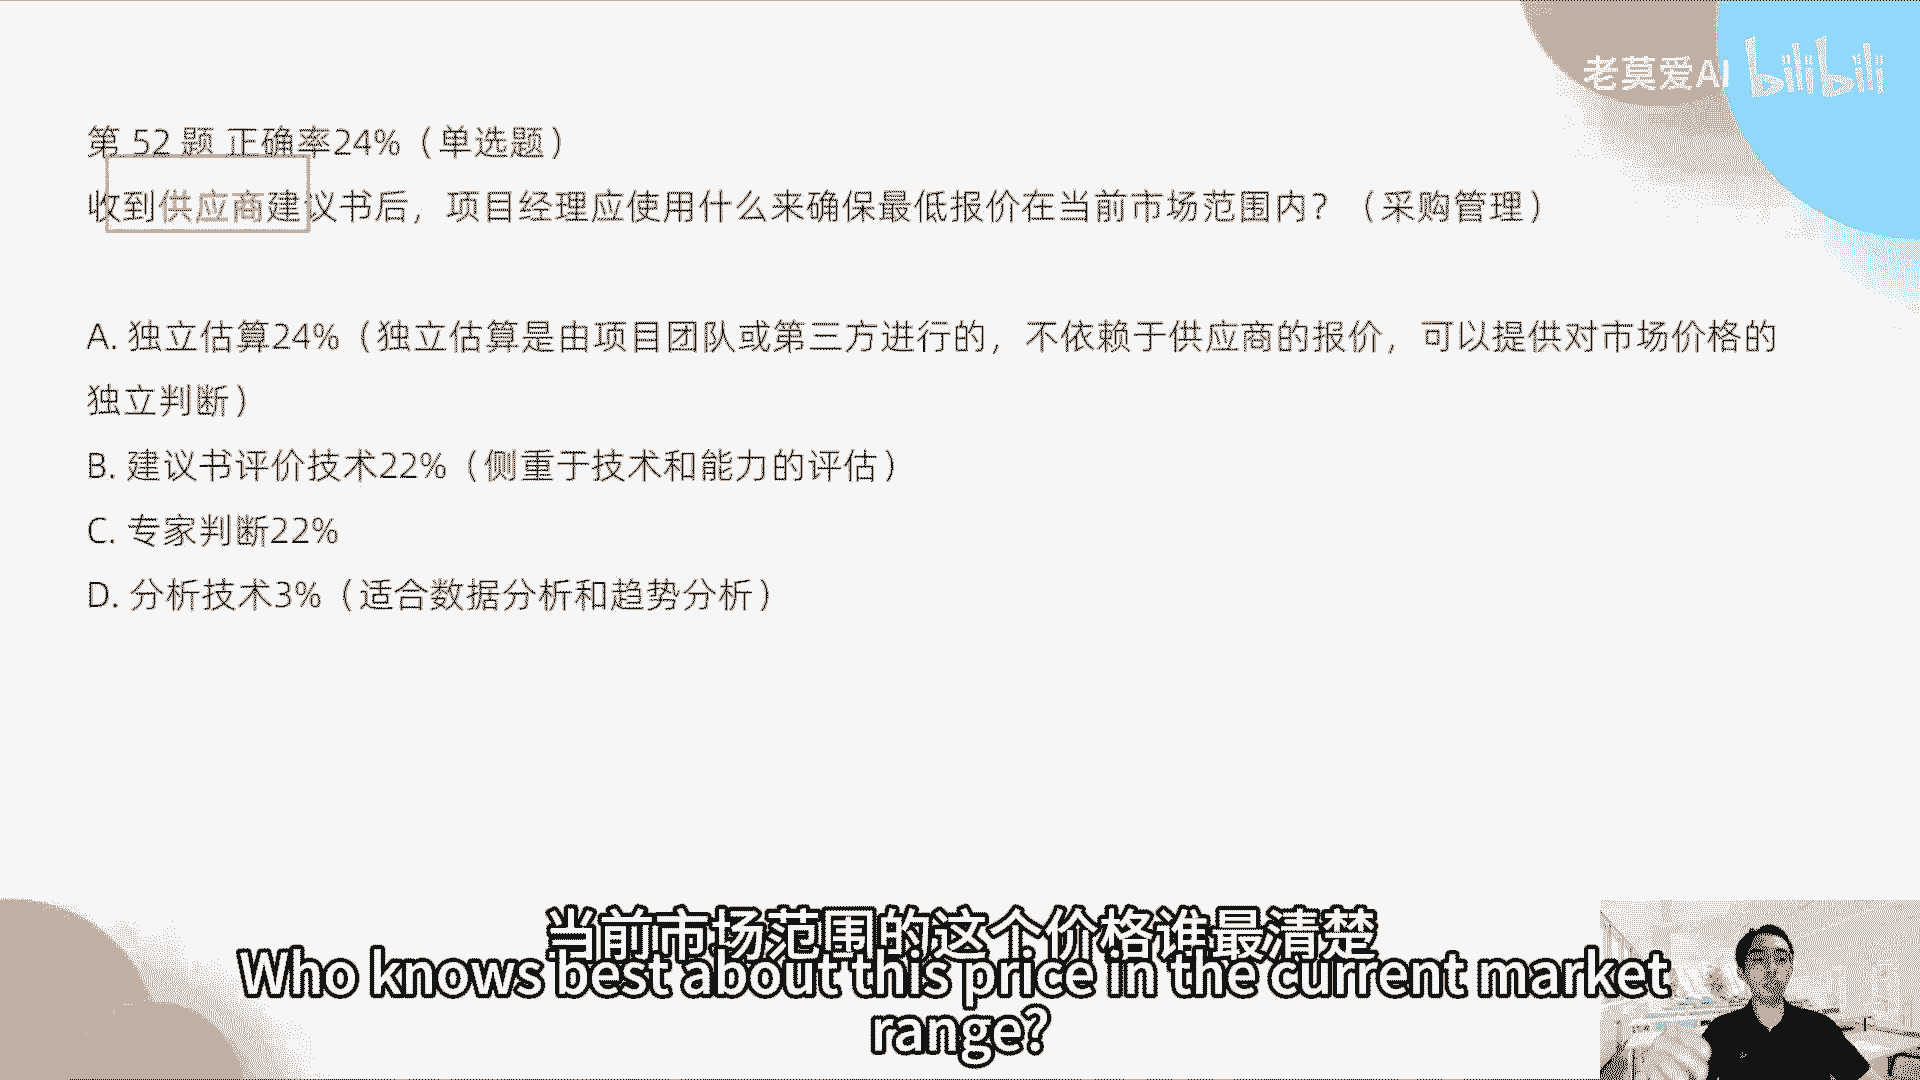 老莫爱AI bilibili
第 52 题 正确率24%（单选题）
收到供应商建议书后，项目经理应使用什么来确保最低报价在当前市场范围内？（采购管理）
A. 独立估算24%（独立估算是由项目团队或第三方进行的，不依赖于供应商的报价，可以提供对市场价格的
独立判断）
B. 建议书评价技术22%（侧重于技术和能力的评估）
C. 专家判断22%
D. 分析技术3%（适合数据分析和趋势分析）
当前市场范围的这个价格谁最清楚
Who knows best about this price in the current market
range?